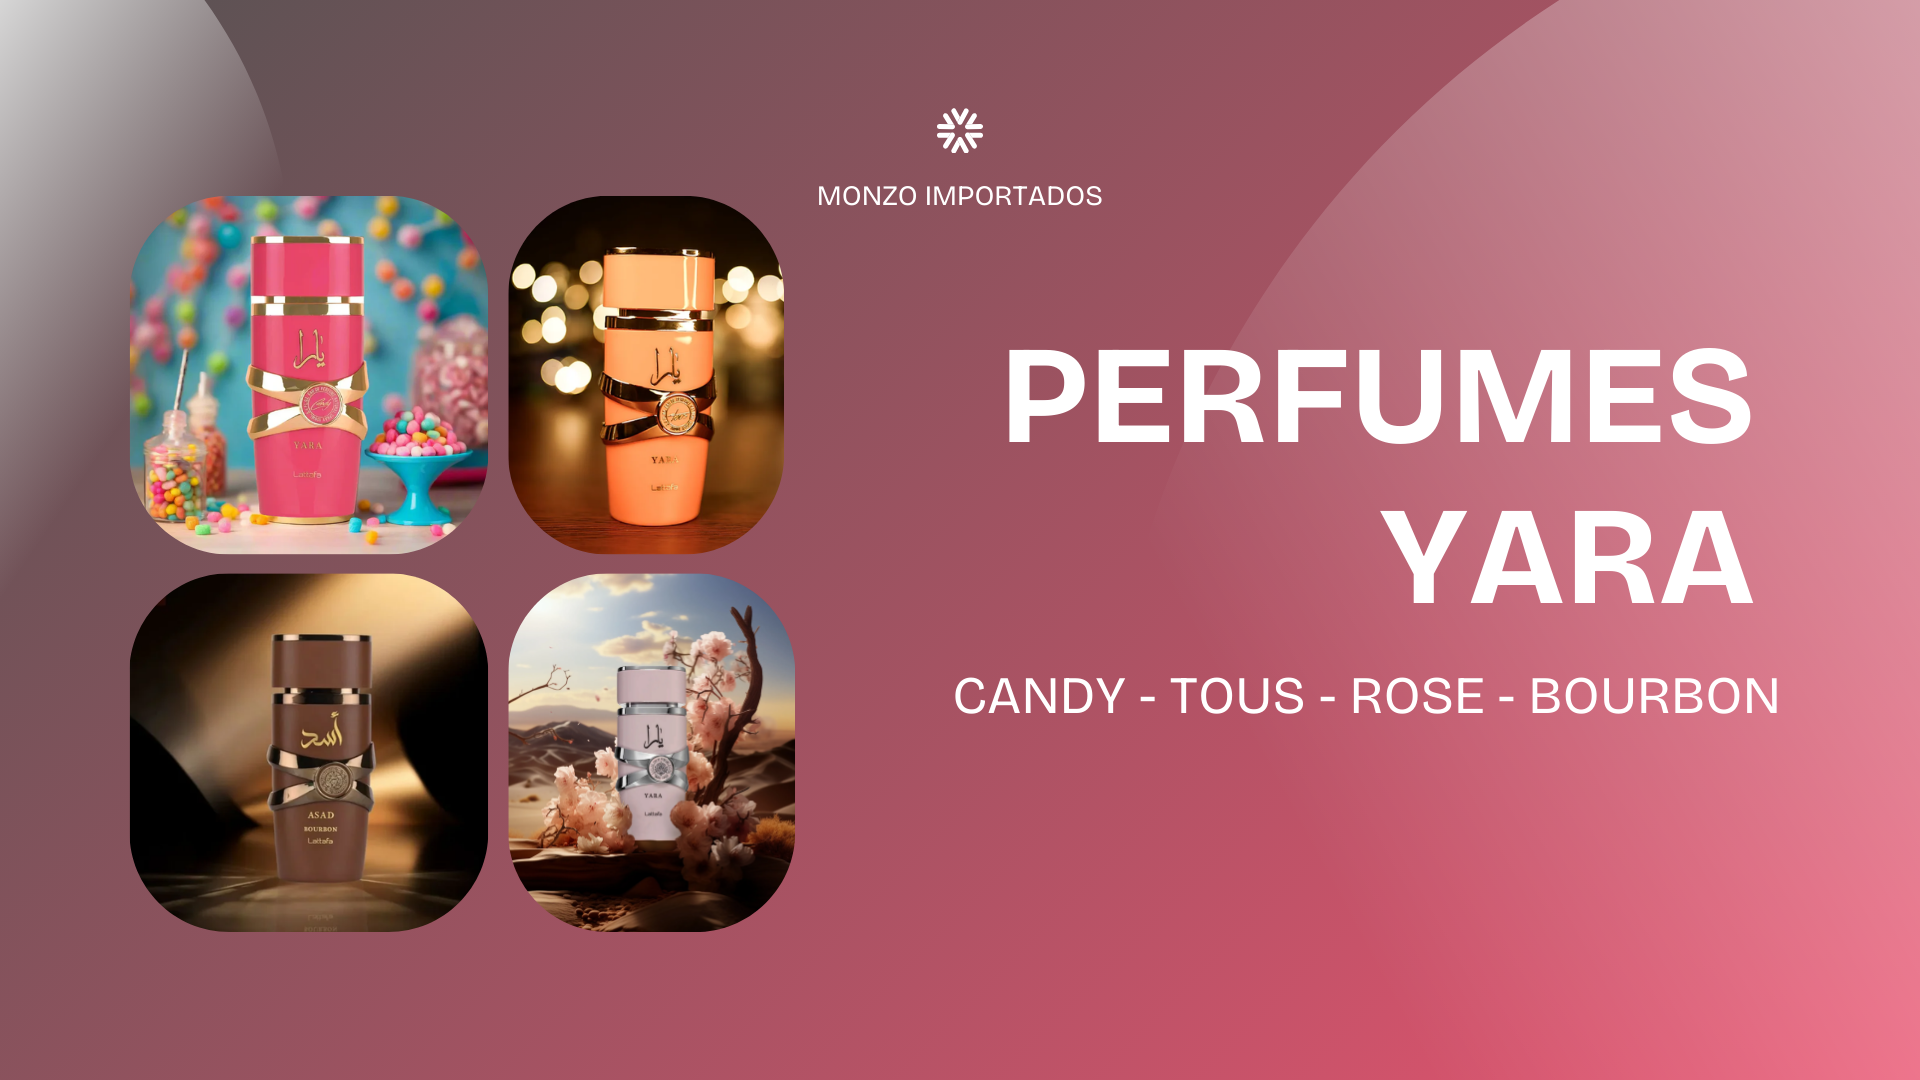 MONZO IMPORTADOS
يارا
YARA
Lattafa
يارا
YARA
Lattafa
PERFUMES
YARA
CANDY - TOUS - ROSE - BOURBON
أسد
ASAD
BOURBON
Lattafa
يارا
YARA
Lattafa